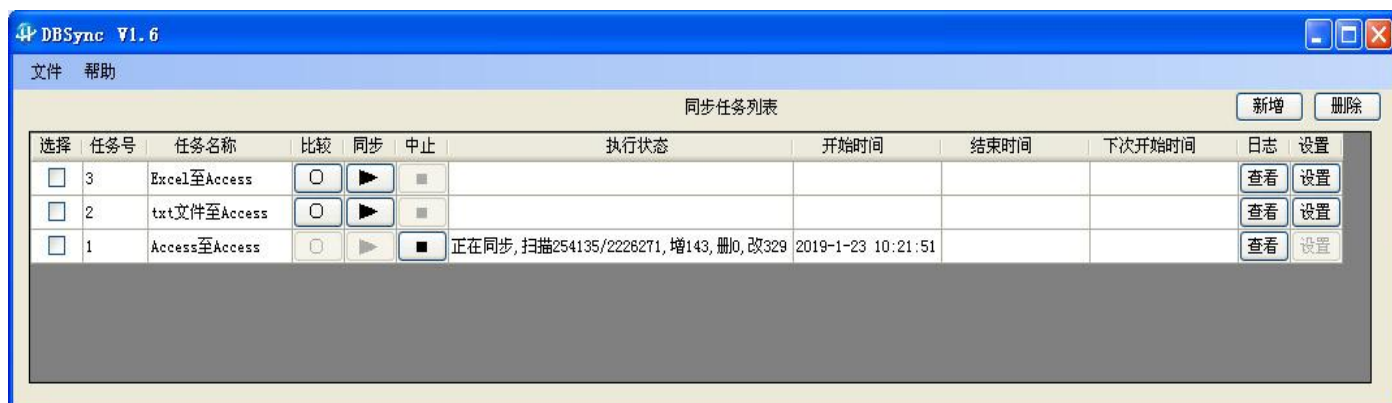 DBSync V1.6
文件 帮助
同步任务列表 新增 删除
选择 任务号 任务名称 比较 同步 中止 执行状态 开始时间 结束时间 下次开始时间 日志 设置
3 Excel至Access 查看 设置
2 txt文件至Access 查看 设置
1 Access至Access 正在同步,扫描254135/2226271,增143,删0,改329 2019-1-23 10:21:51 查看 设置